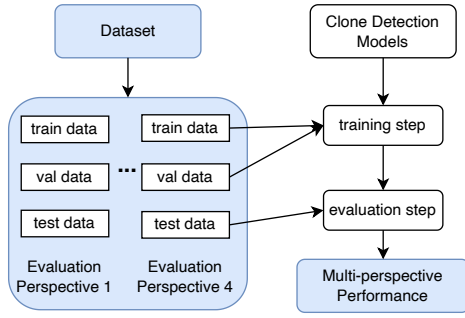 Dataset
Clone Detection
Models
train data
train data
training step
val data
...
val data
test data
test data
evaluation step
Evaluation
Perspective 1
Evaluation
Perspective 4
Multi-perspective
Performance